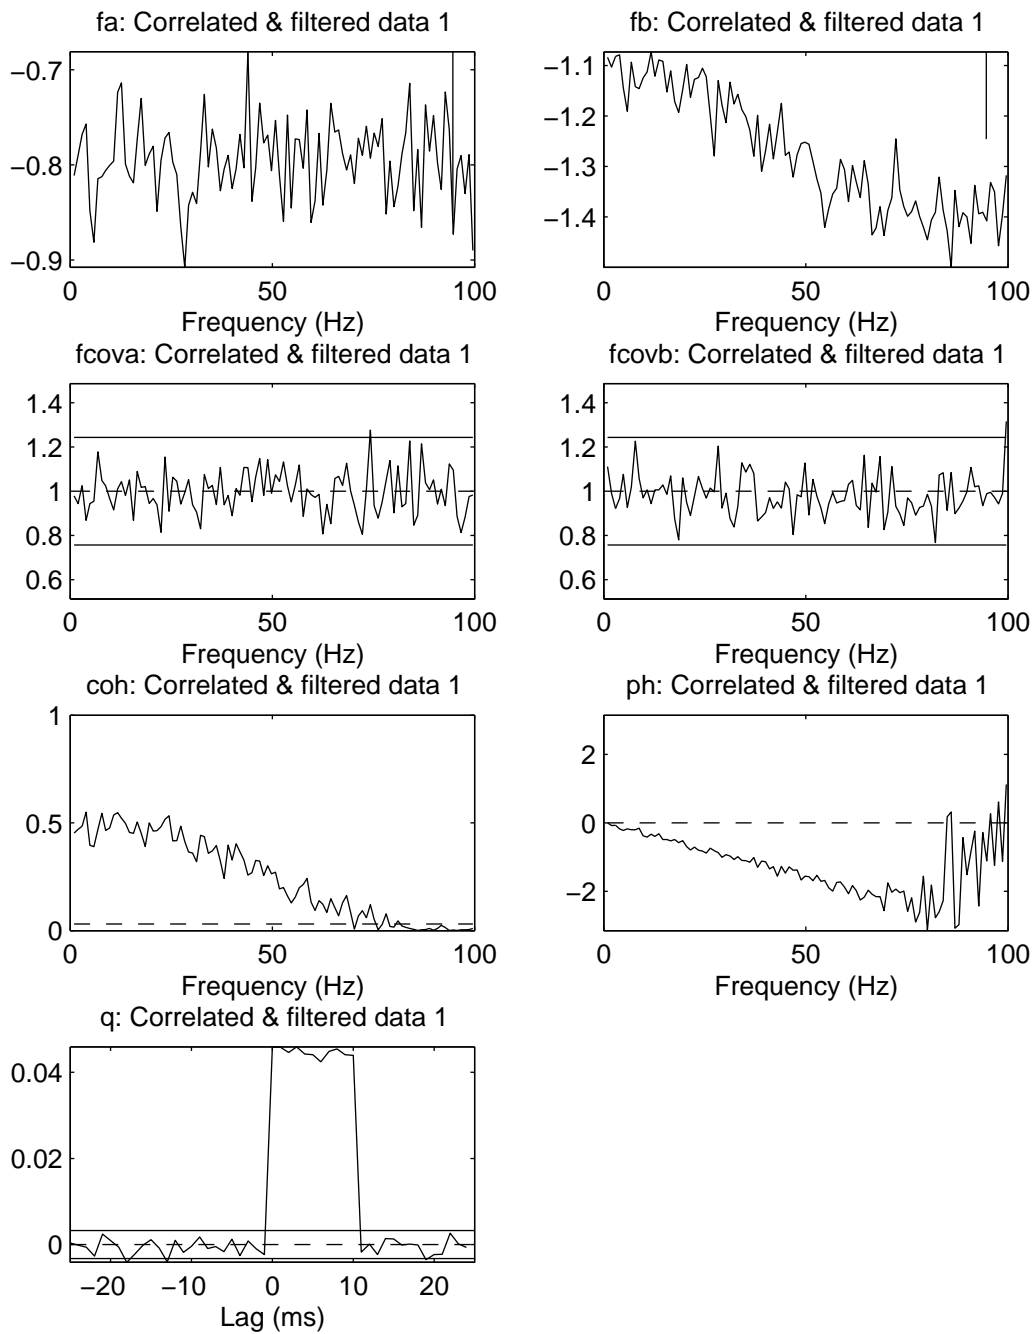 fa: Correlated & filtered data 1
−0.7
−0.8
−0.9
0 50 100
Frequency (Hz)
fb: Correlated & filtered data 1
−1.1
−1.2
−1.3
−1.4
0 50 100
Frequency (Hz)
fcova: Correlated & filtered data 1
1.4
1.2
1
0.8
0.6
0 50 100
Frequency (Hz)
fcovb: Correlated & filtered data 1
1.4
1.2
1
0.8
0.6
0 50 100
Frequency (Hz)
coh: Correlated & filtered data 1
1
0.5
0
0 50 100
Frequency (Hz)
ph: Correlated & filtered data 1
2
0
−2
0 50 100
Frequency (Hz)
q: Correlated & filtered data 1
0.04
0.02
0
−20 −10 0 10 20
Lag (ms)